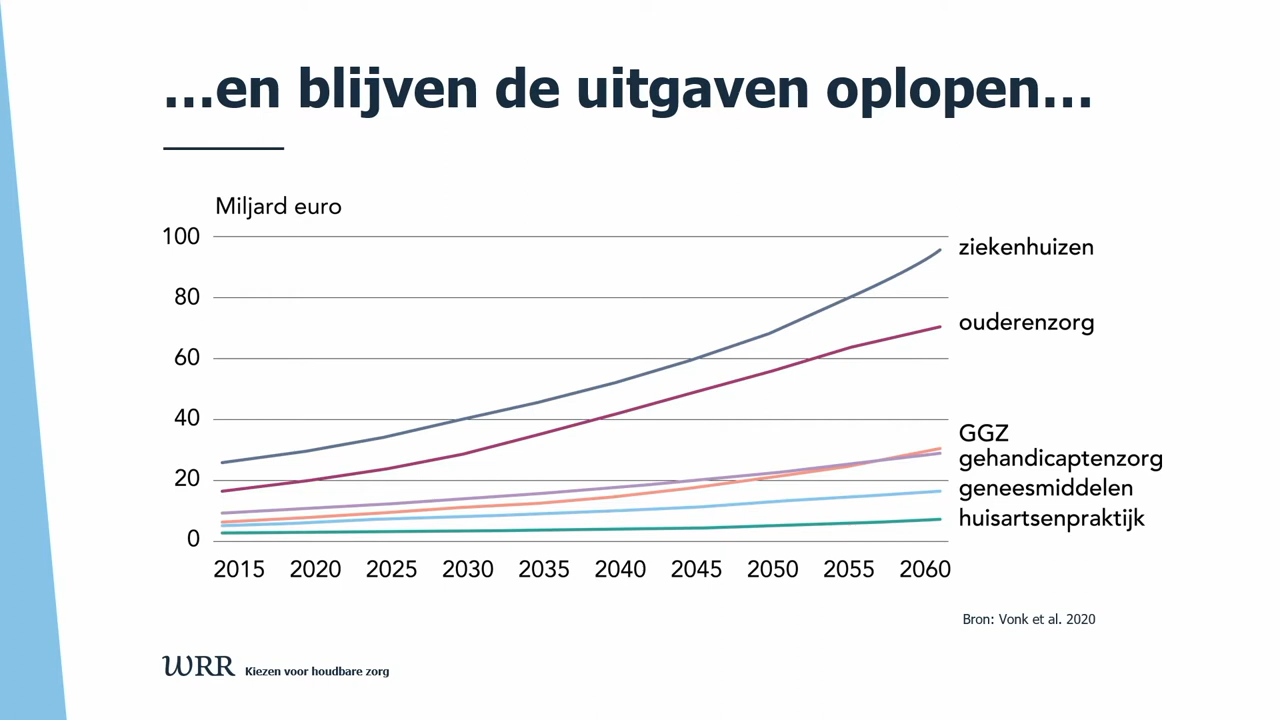 ...en blijven de uitgaven oplopen...
Miljard euro
100
80
60
40
20
0
ziekenhuizen
ouderenzorg
GGZ
gehandicaptenzorg
geneesmiddelen
huisartsenpraktijk
2015 2020 2025 2030 2035 2040 2045 2050 2055 2060
Bron: Vonk et al. 2020
WRR Kiezen voor houdbare zorg